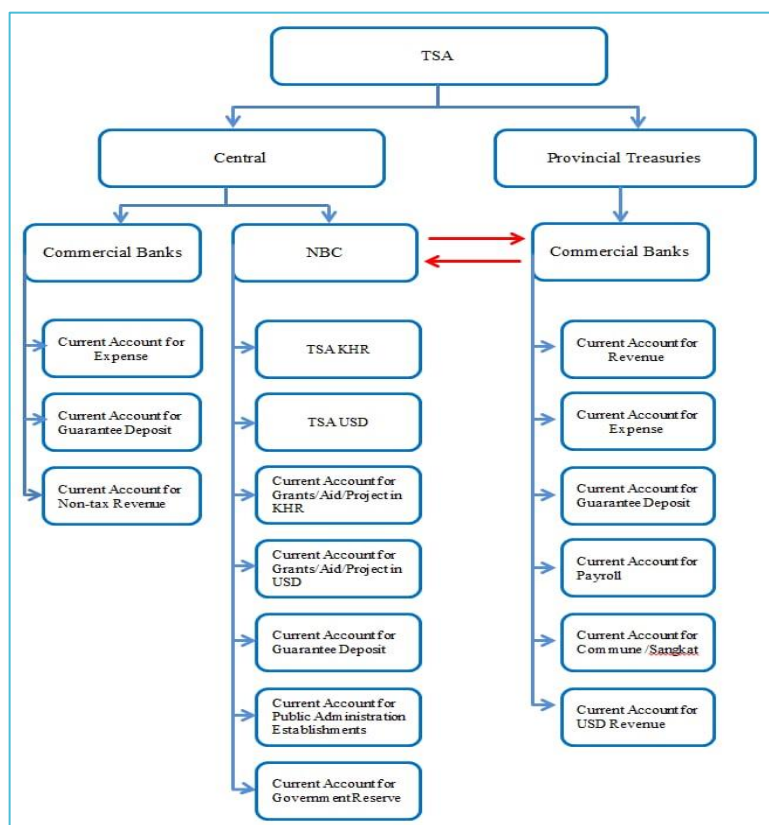 TSA
Central
Provincial Treasuries
Commercial Banks
NBC
Commercial Banks
Current Account for
Expense
Current Account for
Guarantee Deposit
Current Account for
Non-tax Revenue
TSA KHR
TSA USD
Current Account for
Grants/Aid/Project in
KHR
Current Account for
Grants/Aid/Project in
USD
Current Account for
Guarantee Deposit
Current Account for
Public Administration
Establishments
Current Account for
Government Reserve
Current Account for
Revenue
Current Account for
Expense
Current Account for
Guarantee Deposit
Current Account for
Payroll
Current Account for
Commune /Sangkat
Current Account for
USD Revenue